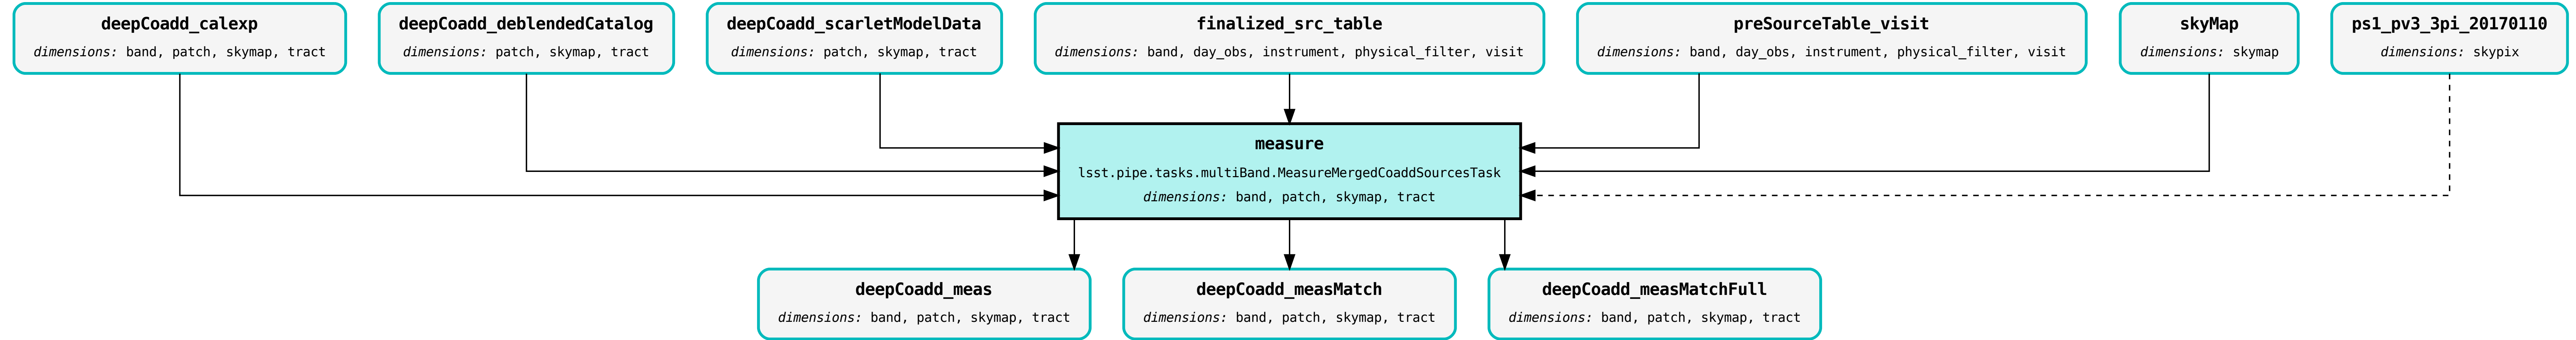 deepCoadd_calexp
dimensions: band, patch, skymap, tract
deepCoadd_deblendedCatalog
dimensions: patch, skymap, tract
deepCoadd_scarletModelData
dimensions: patch, skymap, tract
finalized_src_table
dimensions: band, day_obs, instrument, physical_filter, visit
preSourceTable_visit
dimensions: band, day_obs, instrument, physical_filter, visit
skyMap
dimensions: skymap
ps1_pv3_3pi_20170110
dimensions: skypix
measure
lsst.pipe.tasks.multiBand.MeasureMergedCoaddSourcesTask
dimensions: band, patch, skymap, tract
deepCoadd_meas
dimensions: band, patch, skymap, tract
deepCoadd_measMatch
dimensions: band, patch, skymap, tract
deepCoadd_measMatchFull
dimensions: band, patch, skymap, tract